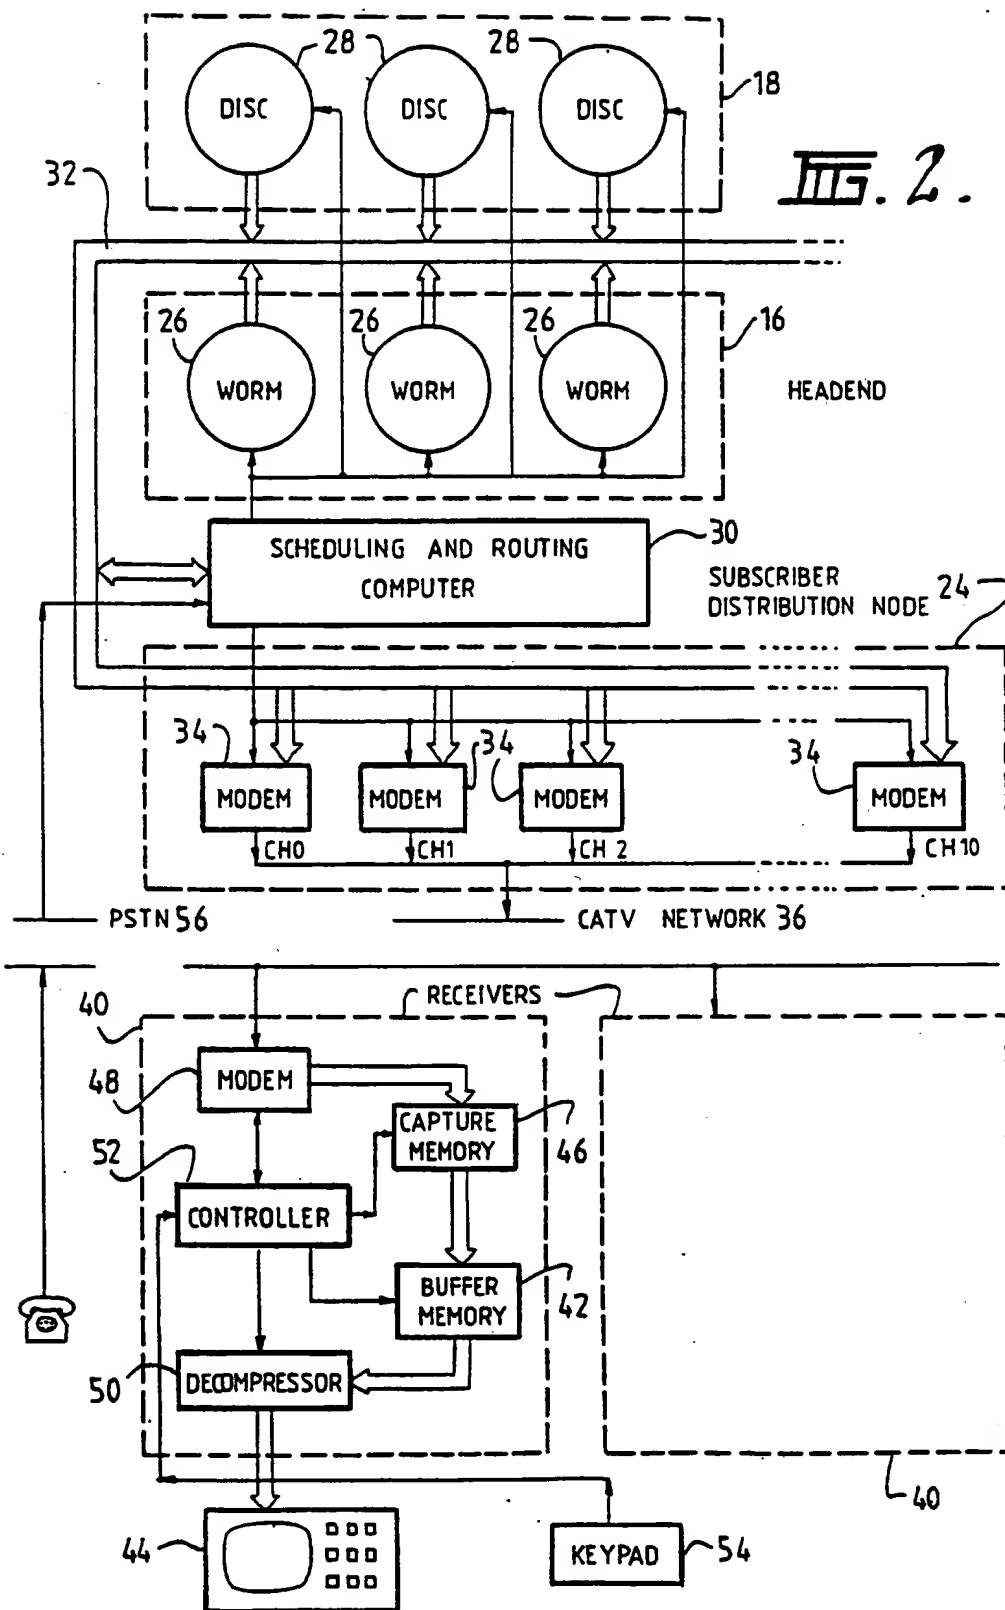 28 28
DISC DISC DISC
18
FIG. 2.
32
26 26 26
16
WORM WORM WORM
HEADEND
SCHEDULING AND ROUTING
COMPUTER
30
SUBSCRIBER
DISTRIBUTION NODE
24
34 34 34 34
MODEM MODEM MODEM MODEM
CH0 CH1 CH 2 CH 10
PSTN 56
CATV NETWORK 36
RECEIVERS
40
48
MODEM
CAPTURE
MEMORY
46
52
CONTROLLER
BUFFER
MEMORY
42
50
DECOMPRESSOR
40
44
KEYPAD
54